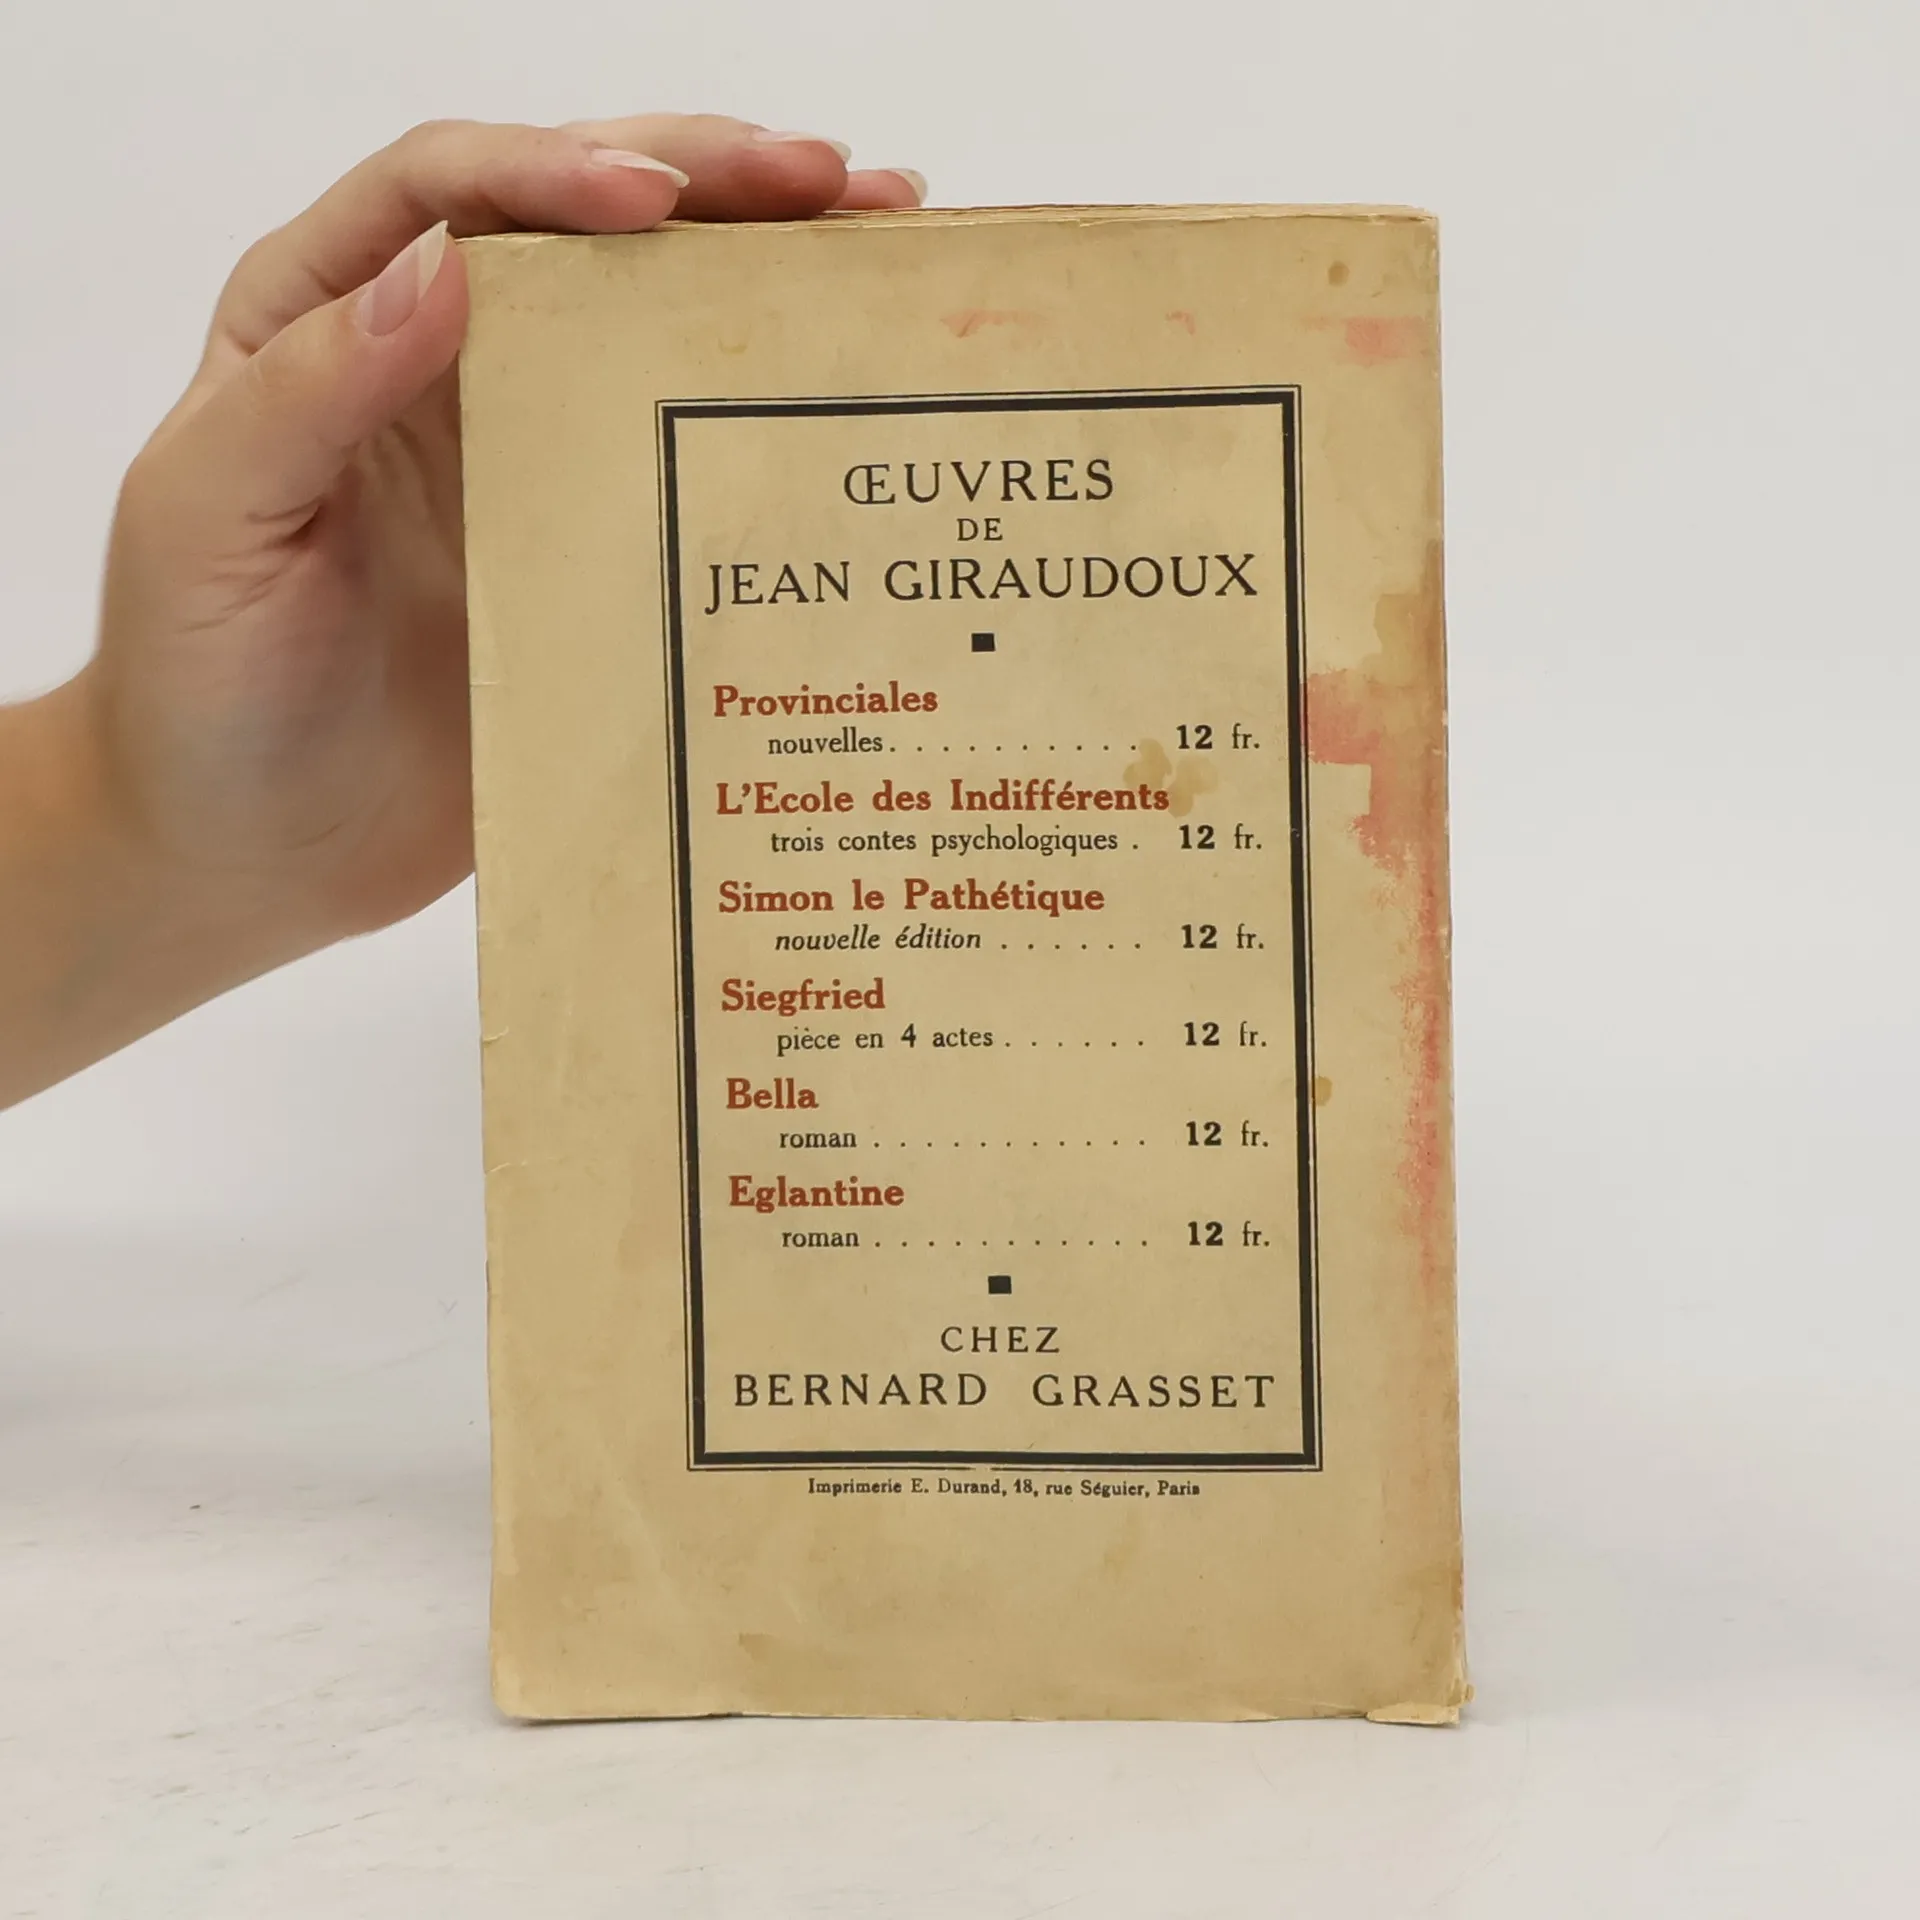 ŒUVRES
DE
JEAN GIRAUDOUX
Provinciales
nouvelles. . . . . . . . . . 12 fr.
L'Ecole des Indifférents
trois contes psychologiques . 12 fr.
Simon le Pathétique
nouvelle édition . . . . . . 12 fr.
Siegfried
pièce en 4 actes . . . . . . 12 fr.
Bella
roman . . . . . . . . . . . 12 fr.
Eglantine
roman . . . . . . . . . . . 12 fr.
CHEZ
BERNARD GRASSET
Imprimerie E. Durand, 18, rue Séguier, Paris